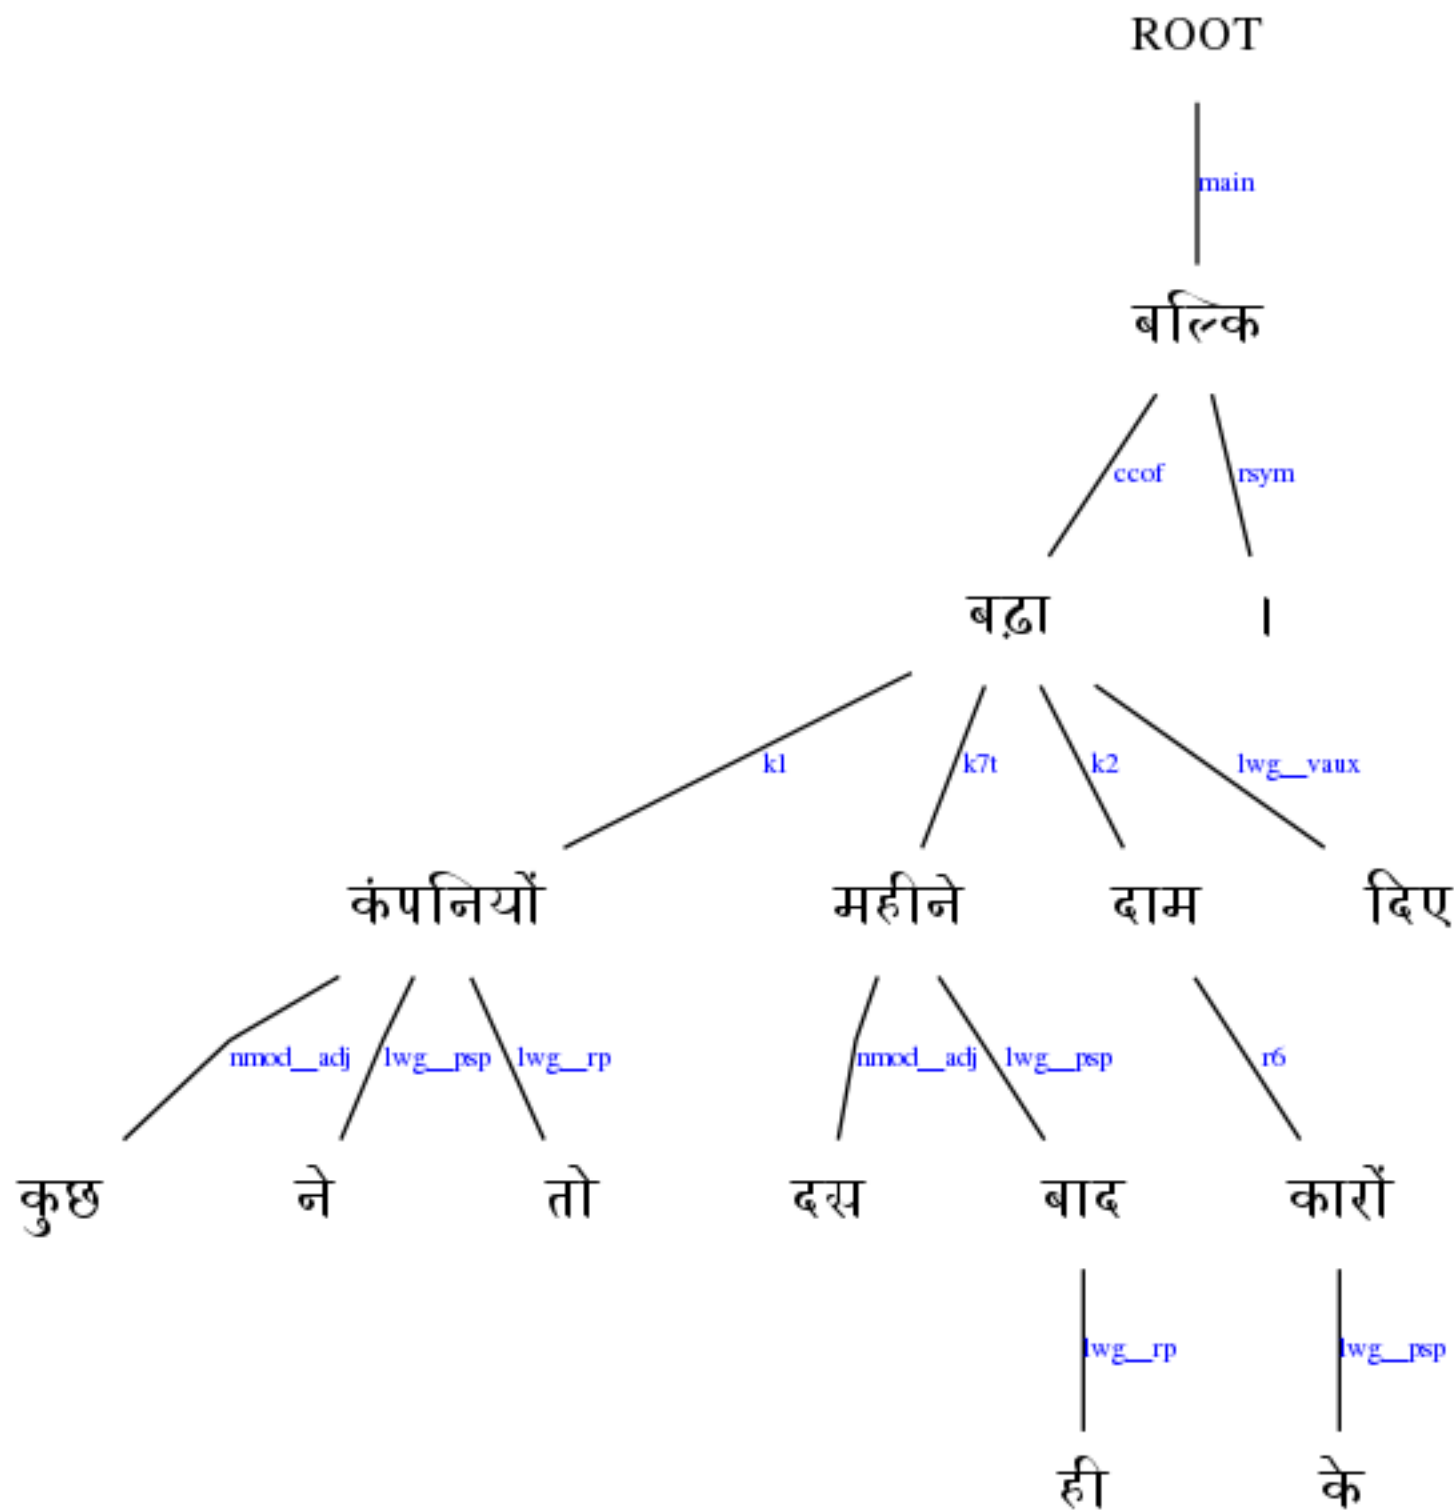 ROOT
main
बल्कि
ccof rsym
बढ़ा ।
k1 k7t k2 lwg__vaux
कंपनियों महीने दाम दिए
nmod__adj lwg__psp lwg__rp nmod__adj lwg__psp r6
कुछ ने तो दस बाद कारों
lwg__rp lwg__psp
ही के